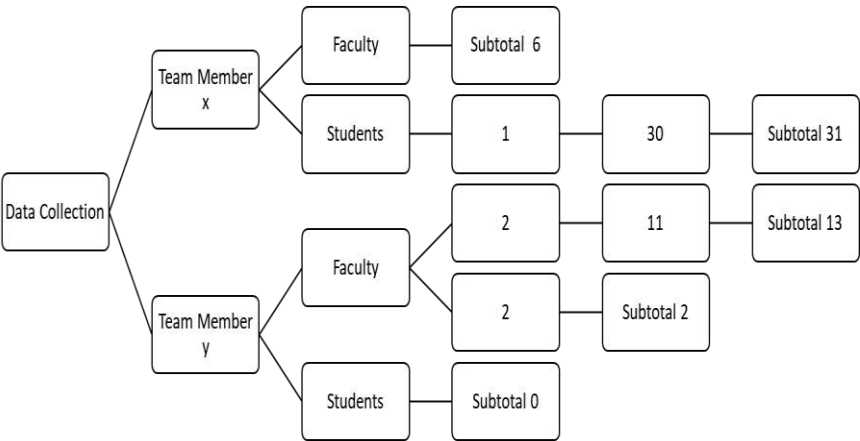 Data Collection
Team Member
x
Faculty
Subtotal 6
Students
1
30
Subtotal 31
Team Member
y
Faculty
2
11
Subtotal 13
2
Subtotal 2
Students
Subtotal 0